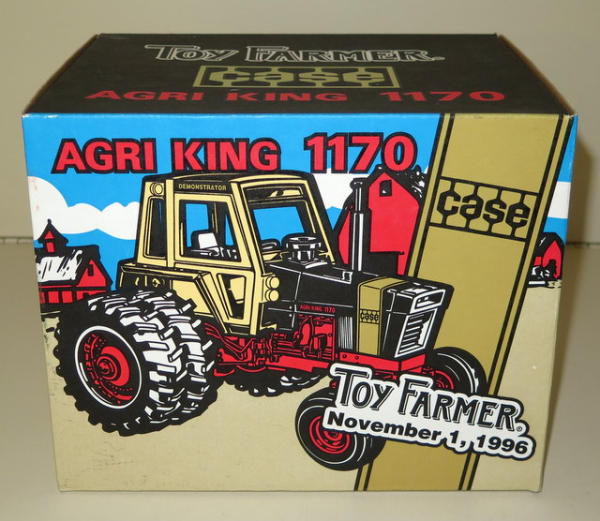 TOY FARMER®
case
AGRI KING 1170
AGRI KING 1170
DEMONSTRATOR
case
AGRI KING 1170
case
TOY FARMER®
November 1, 1996